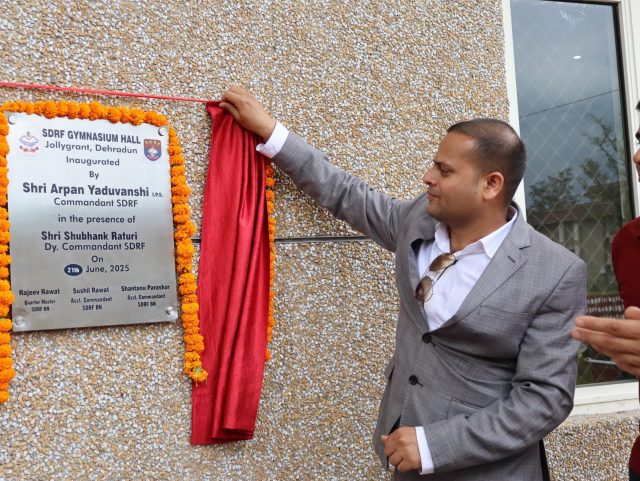 SDRF GYMNASIUM HALL
Jollygrant, Dehradun
Inaugurated
By
Shri Arpan Yaduvanshi I.P.S.
Commandant SDRF
in the presence of
Shri Shubhank Raturi
Dy. Commandant SDRF
On
21th June, 2025
Rajeev Rawat Sushil Rawat Shantanu Parashar
Quarter Master Asst. Commandant Asst. Commandant
SDRF BN SDRF BN SDRF BN